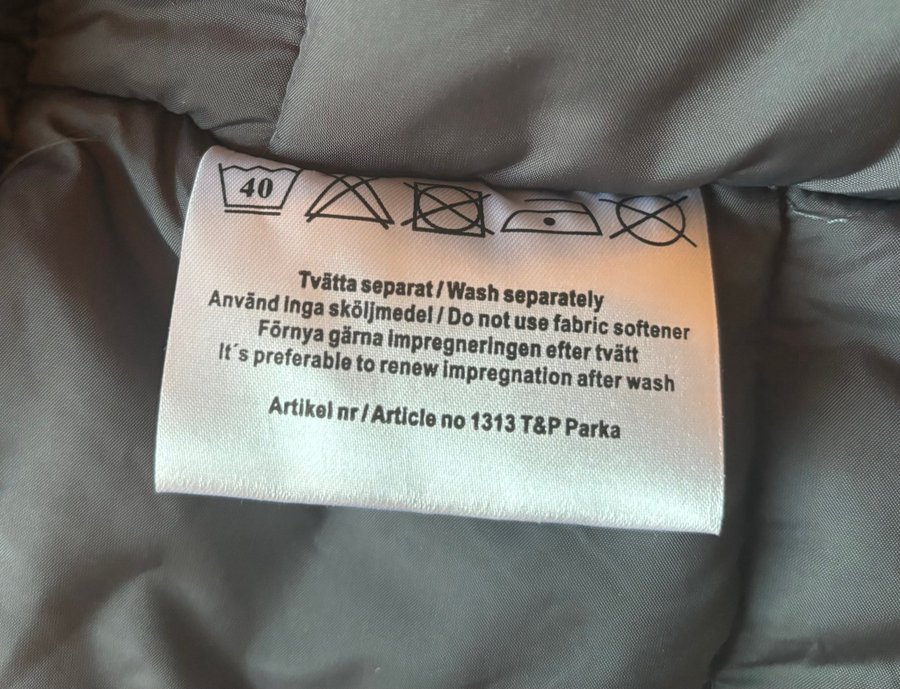 40
Tvätta separat / Wash separately
Använd inga sköljmedel / Do not use fabric softener
Förnya gärna impregneringen efter tvätt
It´s preferable to renew impregnation after wash
Artikel nr / Article no 1313 T&P Parka